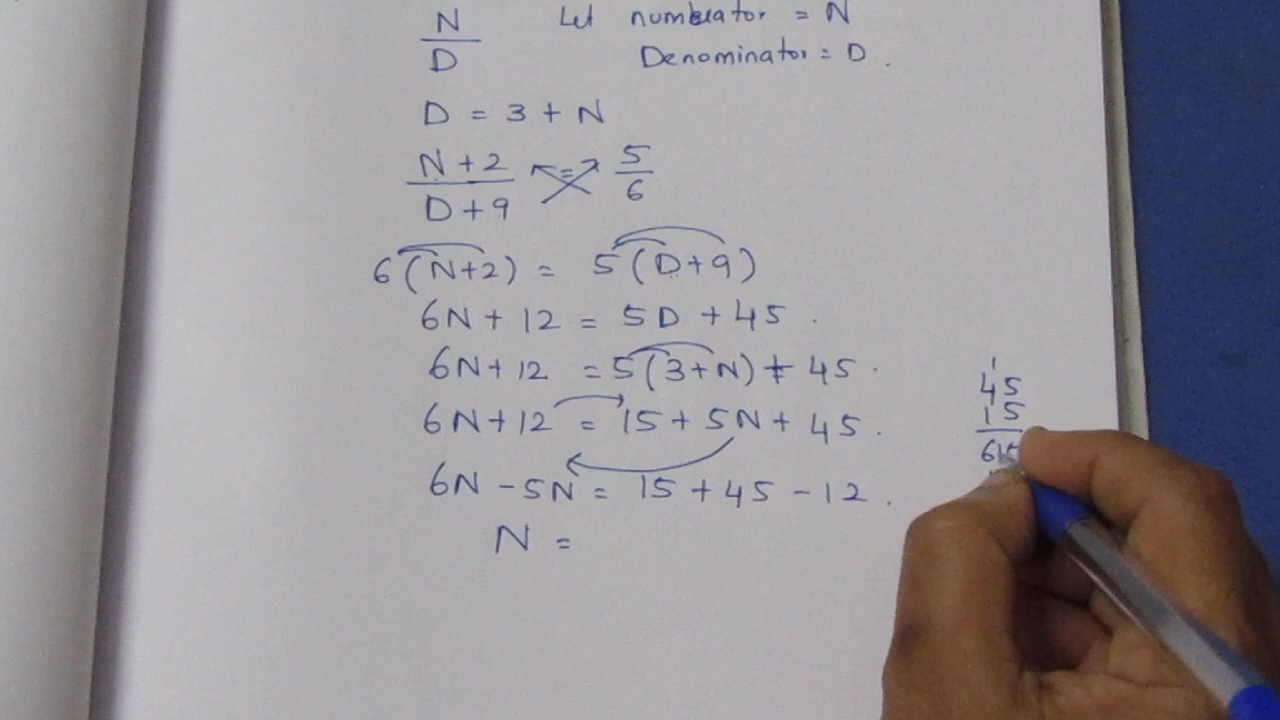 N Let numerator = N
D Denominator = D.
D = 3 + N
N+2 = 5
D+9 6
6(N+2) = 5(D+9)
6N + 12 = 5D + 45.
6N+12 = 5(3+N) + 45.
6N+12 = 15 + 5N + 45.
6N - 5N = 15 + 45 - 12.
N =
1
45
15